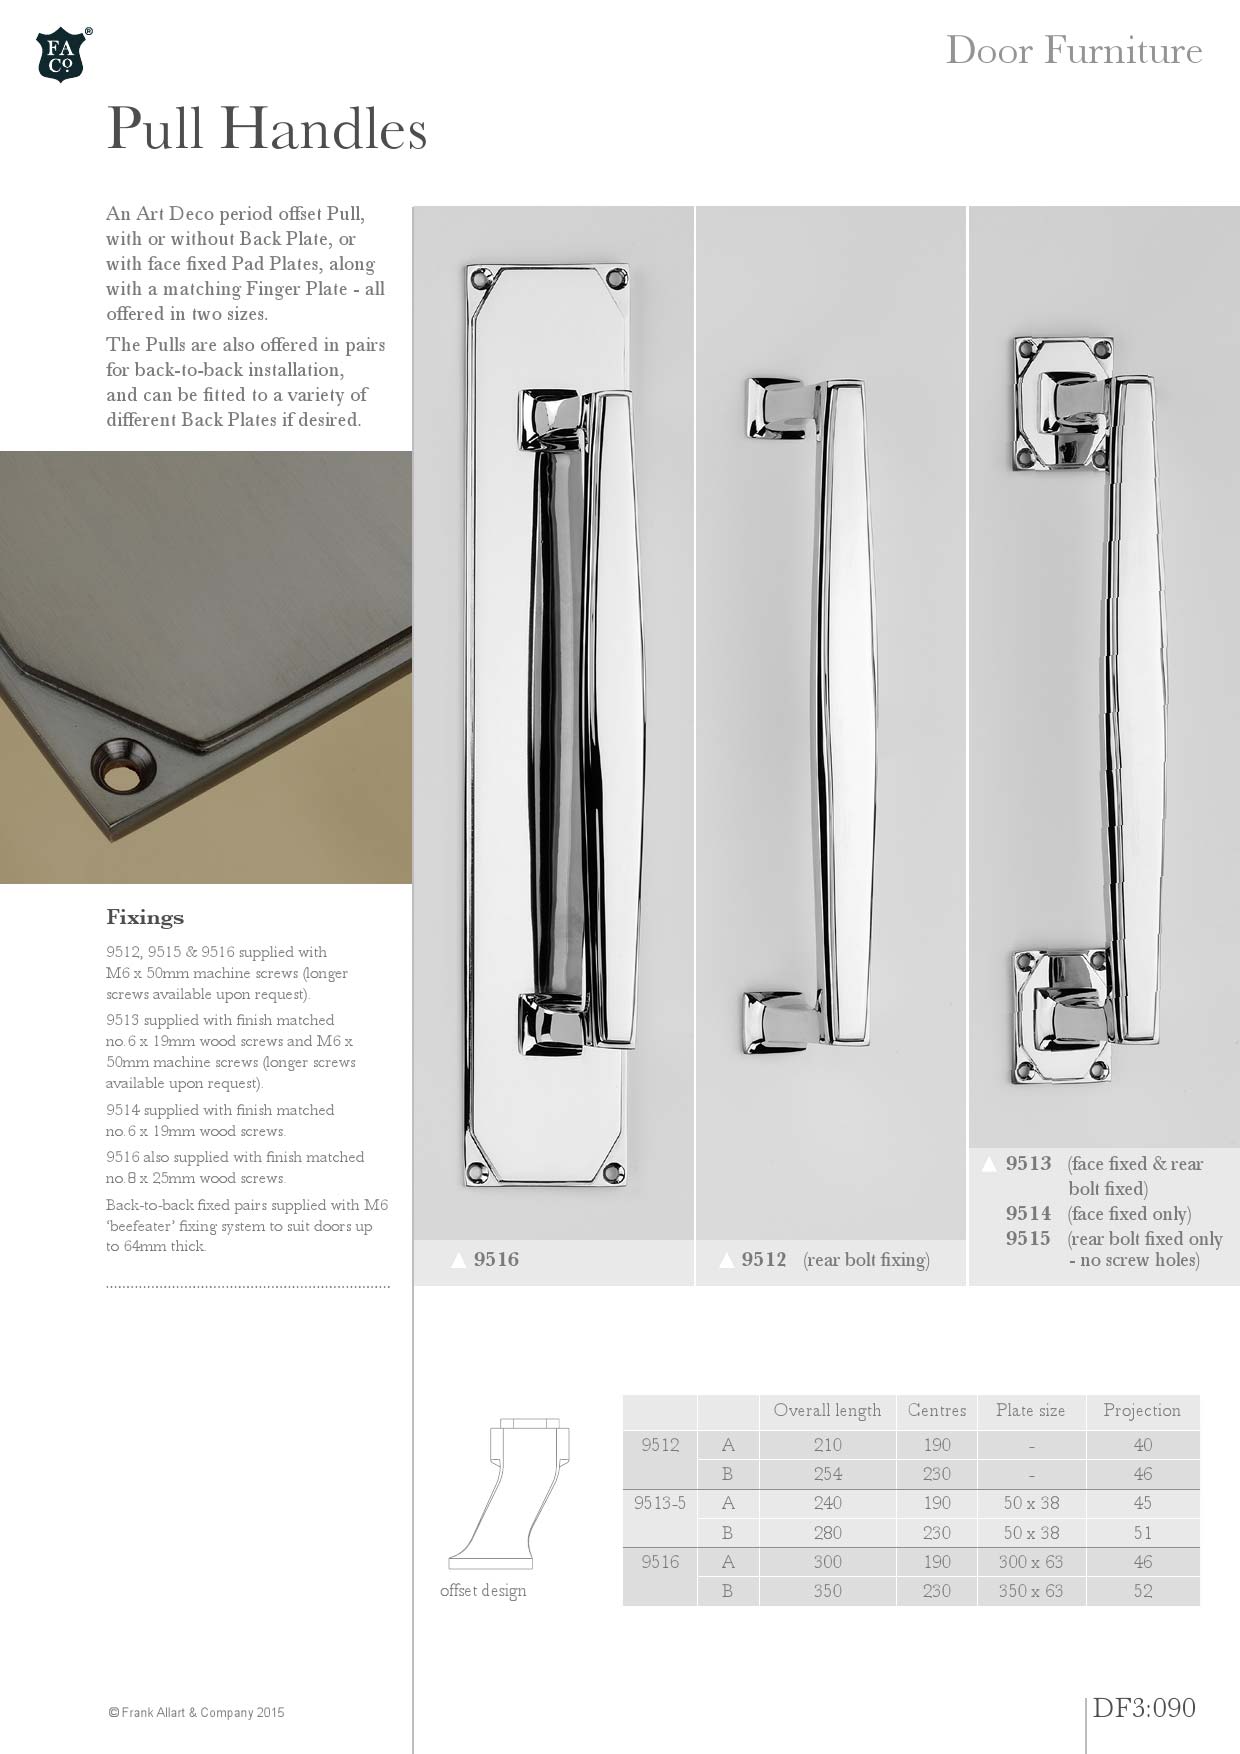 FA
Co.
®
Door Furniture
Pull Handles
An Art Deco period offset Pull,
with or without Back Plate, or
with face fixed Pad Plates, along
with a matching Finger Plate - all
offered in two sizes.
The Pulls are also offered in pairs
for back-to-back installation,
and can be fitted to a variety of
different Back Plates if desired.
Fixings
9512, 9515 & 9516 supplied with
M6 x 50mm machine screws (longer
screws available upon request).
9513 supplied with finish matched
no.6 x 19mm wood screws and M6 x
50mm machine screws (longer screws
available upon request).
9514 supplied with finish matched
no.6 x 19mm wood screws.
9516 also supplied with finish matched
no.8 x 25mm wood screws.
Back-to-back fixed pairs supplied with M6
‘beefeater’ fixing system to suit doors up
to 64mm thick.
9516
9512 (rear bolt fixing)
9513 (face fixed & rear
bolt fixed)
9514 (face fixed only)
9515 (rear bolt fixed only
- no screw holes)
offset design
Overall length Centres Plate size Projection
9512 A 210 190 - 40
B 254 230 - 46
9513-5 A 240 190 50 x 38 45
B 280 230 50 x 38 51
9516 A 300 190 300 x 63 46
B 350 230 350 x 63 52
© Frank Allart & Company 2015
DF3:090